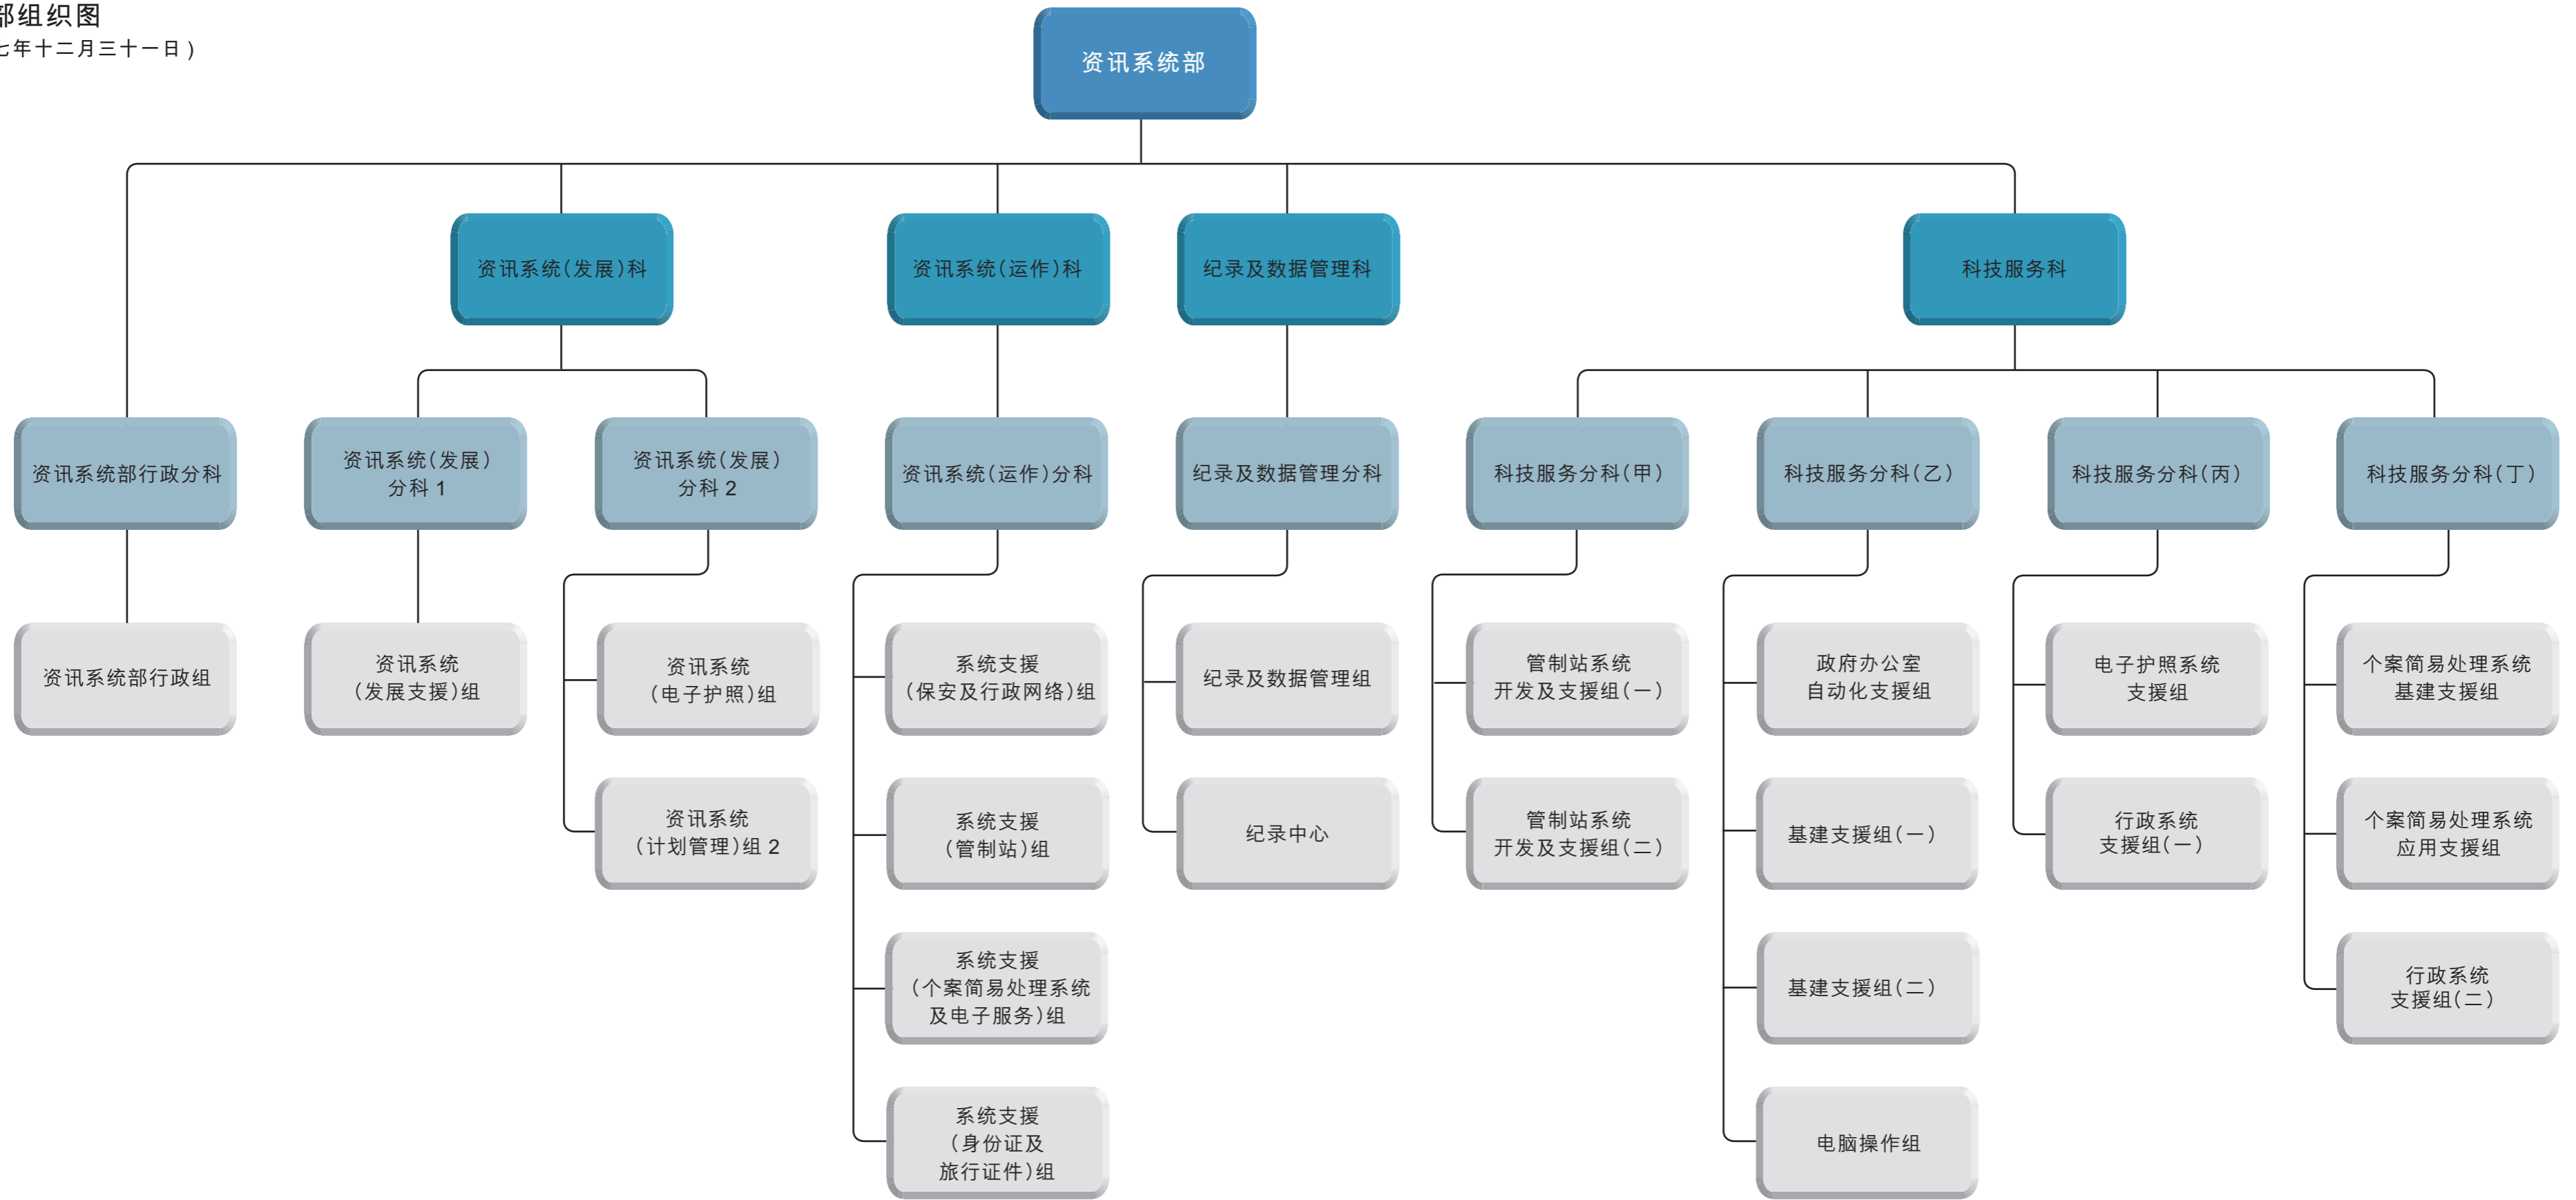 部组织图
七年十二月三十一日)
资讯系统部
资讯系统(发展)科
资讯系统(运作)科
纪录及数据管理科
科技服务科
资讯系统部行政分科
资讯系统(发展)
分科 1
资讯系统(发展)
分科 2
资讯系统(运作)分科
纪录及数据管理分科
科技服务分科(甲)
科技服务分科(乙)
科技服务分科(丙)
科技服务分科(丁)
资讯系统部行政组
资讯系统
(发展支援)组
资讯系统
(电子护照)组
系统支援
(保安及行政网络)组
纪录及数据管理组
管制站系统
开发及支援组(一)
政府办公室
自动化支援组
电子护照系统
支援组
个案简易处理系统
基建支援组
资讯系统
(计划管理)组 2
系统支援
(管制站)组
纪录中心
管制站系统
开发及支援组(二)
基建支援组(一)
行政系统
支援组(一)
个案简易处理系统
应用支援组
系统支援
(个案简易处理系统
及电子服务)组
基建支援组(二)
行政系统
支援组(二)
系统支援
(身份证及
旅行证件)组
电脑操作组